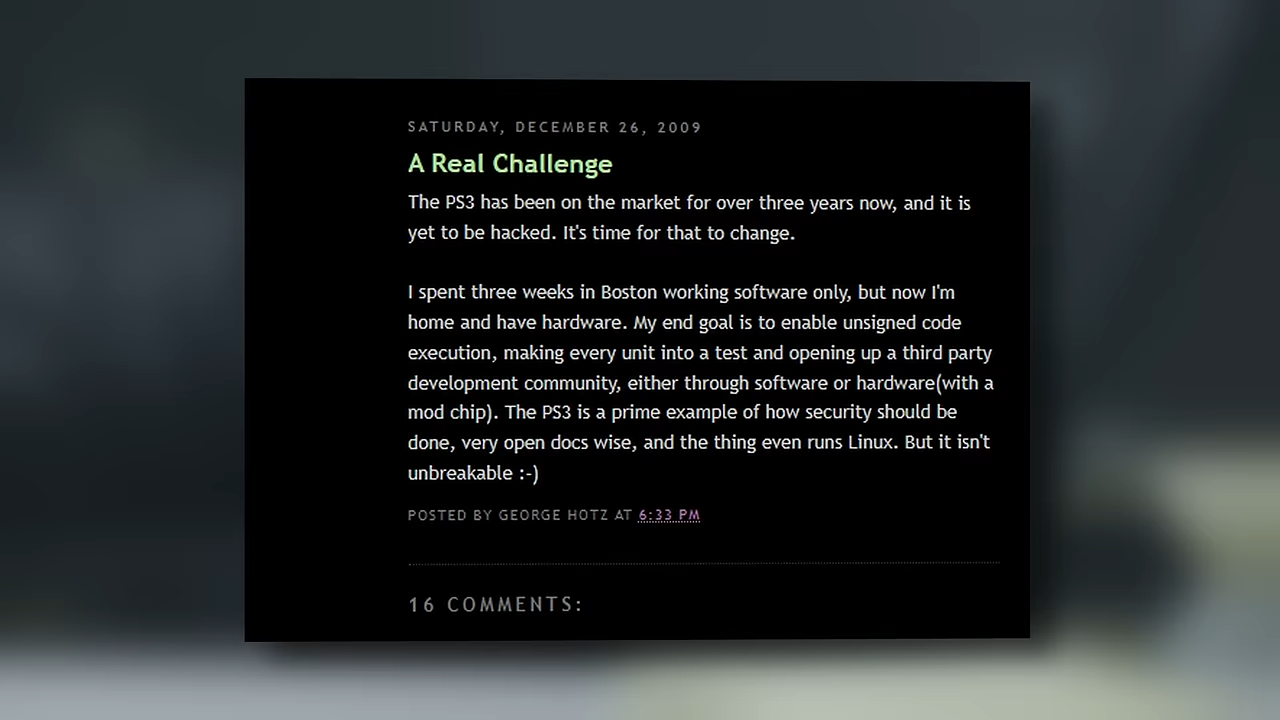 SATURDAY, DECEMBER 26, 2009
A Real Challenge
The PS3 has been on the market for over three years now, and it is
yet to be hacked. It's time for that to change.
I spent three weeks in Boston working software only, but now I'm
home and have hardware. My end goal is to enable unsigned code
execution, making every unit into a test and opening up a third party
development community, either through software or hardware(with a
mod chip). The PS3 is a prime example of how security should be
done, very open docs wise, and the thing even runs Linux. But it isn't
unbreakable :-)
POSTED BY GEORGE HOTZ AT 6:33 PM
16 COMMENTS: